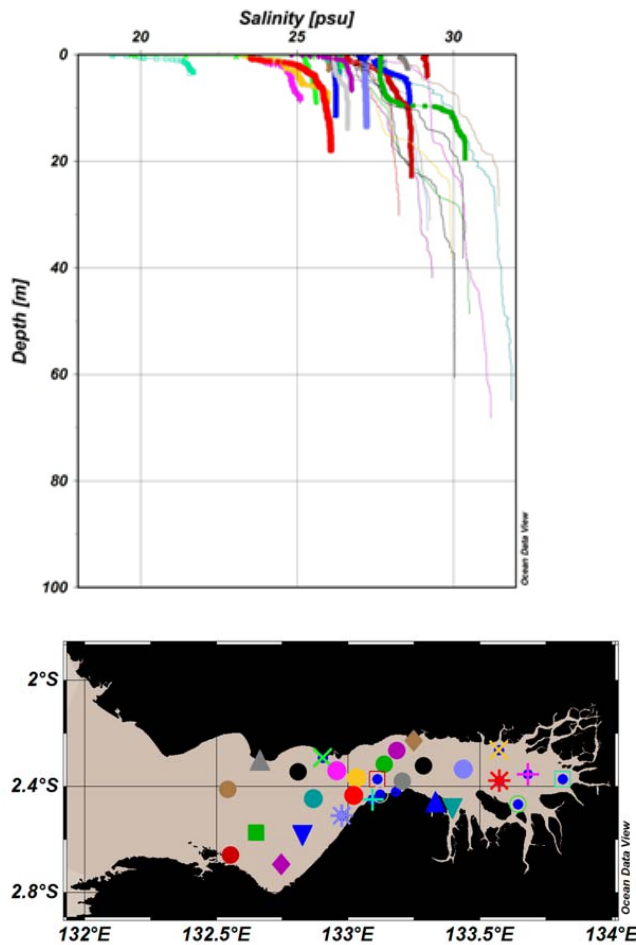 Salinity [psu]
20 25 30
0
20
40
60
80
100
Depth [m]
Ocean Data View
2°S
2.4°S
2.8°S
132°E 132.5°E 133°E 133.5°E 134°E
Ocean Data View